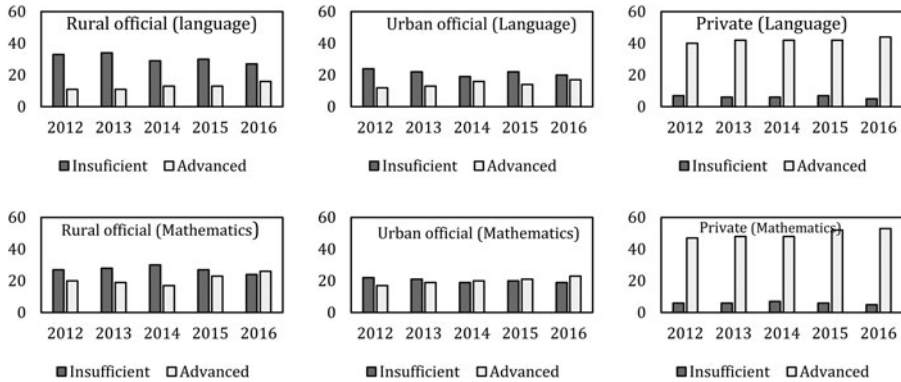 Rural official (language)
60
40
20
0
2012 2013 2014 2015 2016
Insuficient Advanced
Urban official (Language)
60
40
20
0
2012 2013 2014 2015 2016
Insuficient Advanced
Private (Language)
60
40
20
0
2012 2013 2014 2015 2016
Insuficient Advanced
Rural official (Mathematics)
60
40
20
0
2012 2013 2014 2015 2016
Insufficient Advanced
Urban official (Mathematics)
60
40
20
0
2012 2013 2014 2015 2016
Insufficient Advanced
Private (Mathematics)
60
40
20
0
2012 2013 2014 2015 2016
Insufficient Advanced